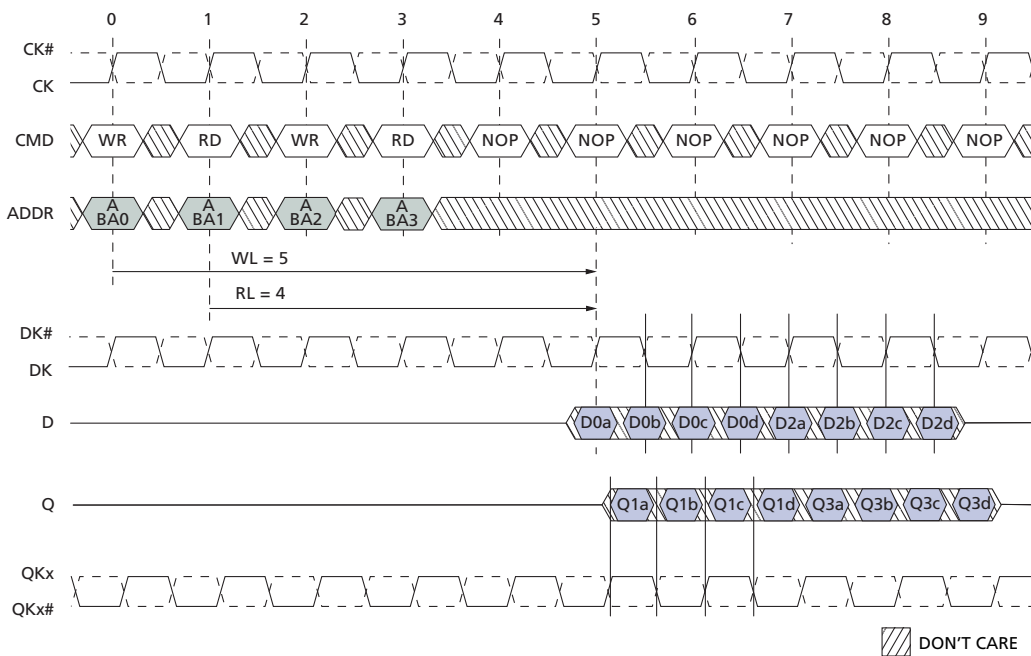 0 1 2 3 4 5 6 7 8 9
CK#
CK
CMD WR RD WR RD NOP NOP NOP NOP NOP NOP
ADDR A BA0 A BA1 A BA2 A BA3
WL = 5
RL = 4
DK#
DK
D D0a D0b D0c D0d D2a D2b D2c D2d
Q Q1a Q1b Q1c Q1d Q3a Q3b Q3c Q3d
QKx
QKx#
DON'T CARE